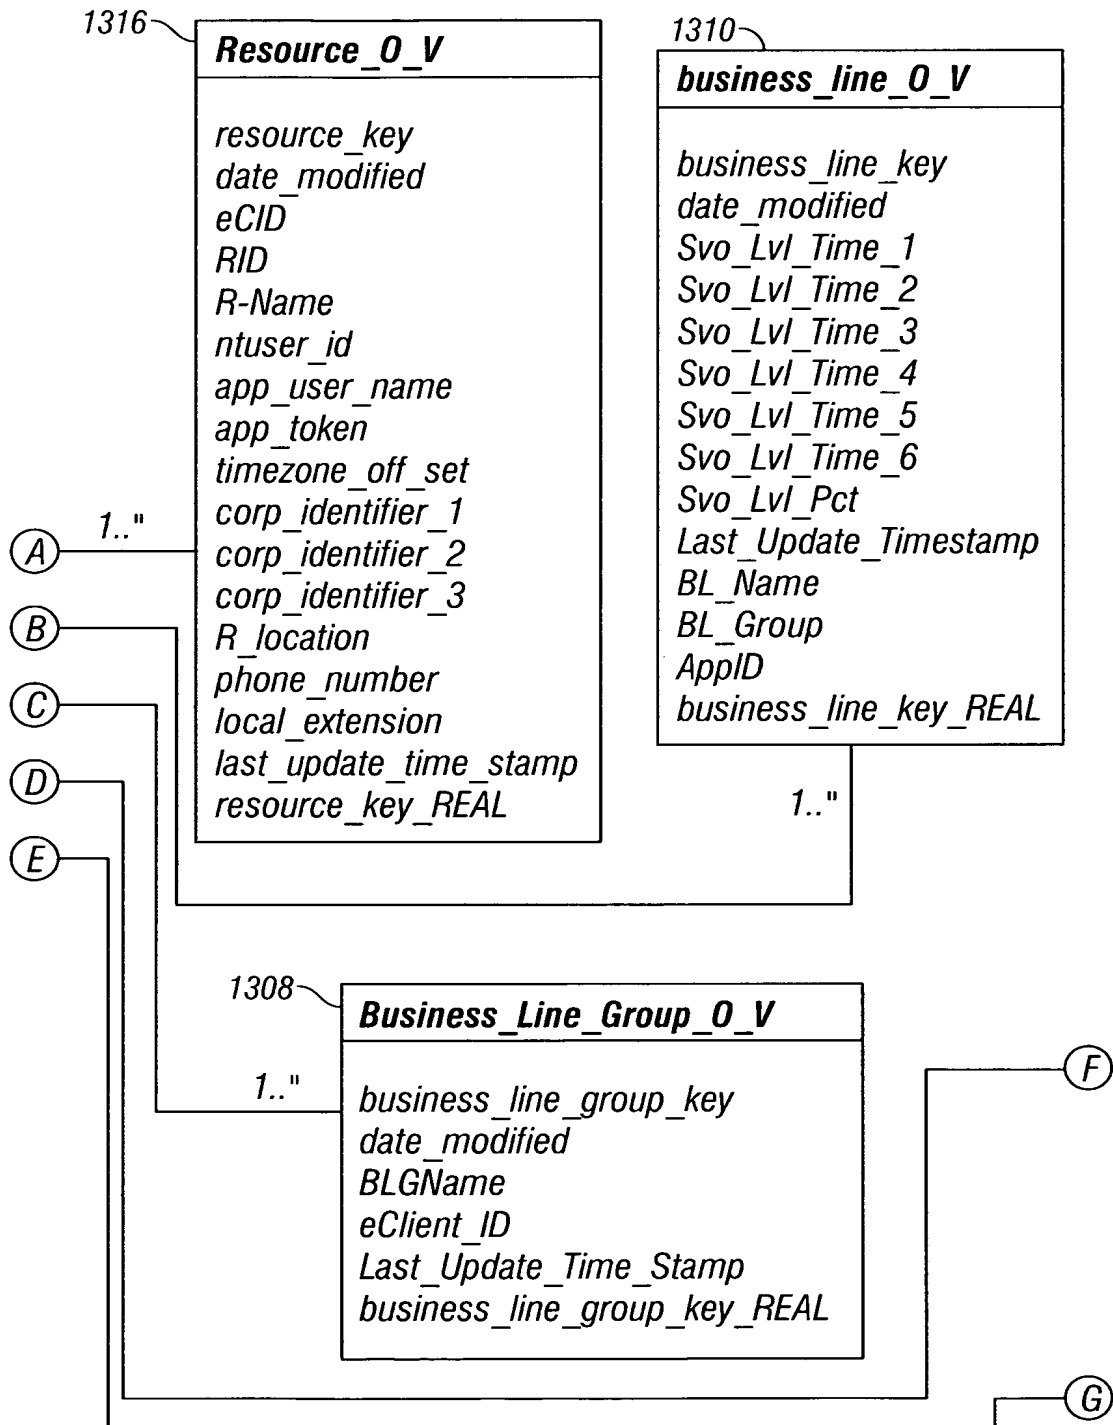 1316
Resource_O_V
resource_key
date_modified
eCID
RID
R-Name
ntuser_id
app_user_name
app_token
timezone_off_set
corp_identifier_1
corp_identifier_2
corp_identifier_3
R_location
phone_number
local_extension
last_update_time_stamp
resource_key_REAL
1310
business_line_O_V
business_line_key
date_modified
Svo_Lvl_Time_1
Svo_Lvl_Time_2
Svo_Lvl_Time_3
Svo_Lvl_Time_4
Svo_Lvl_Time_5
Svo_Lvl_Time_6
Svo_Lvl_Pct
Last_Update_Timestamp
BL_Name
BL_Group
AppID
business_line_key_REAL
1.."
A
1.."
B
C
D
E
1308
Business_Line_Group_O_V
1.."
business_line_group_key
date_modified
BLGName
eClient_ID
Last_Update_Time_Stamp
business_line_group_key_REAL
F
G